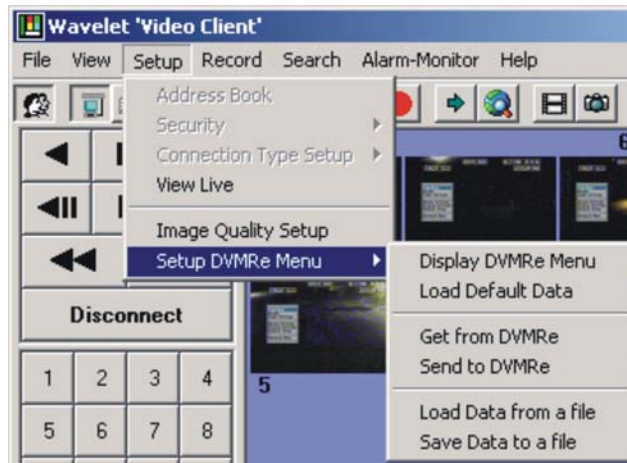 Wavelet 'Video Client'
File View Setup Record Search Alarm-Monitor Help
Address Book
Security
Connection Type Setup
View Live
Image Quality Setup
Setup DVMRe Menu
Display DVMRe Menu
Load Default Data
Get from DVMRe
Send to DVMRe
Load Data from a file
Save Data to a file
Disconnect
1 2 3 4
5 6 7 8
5
6